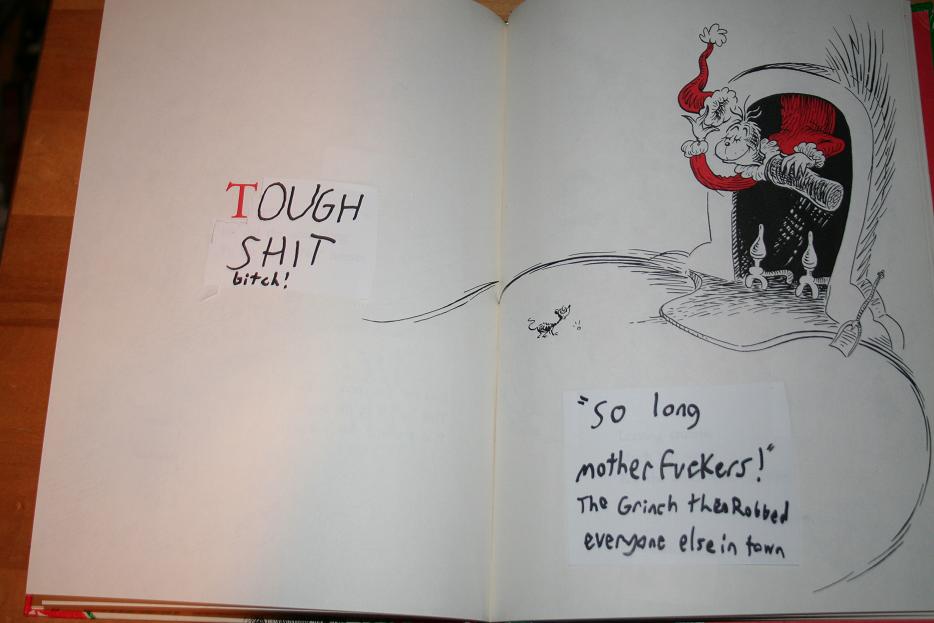 TOUGH
SHIT
bitch!
"So long
mother fuckers!"
The Grinch then Robbed
everyone else in town